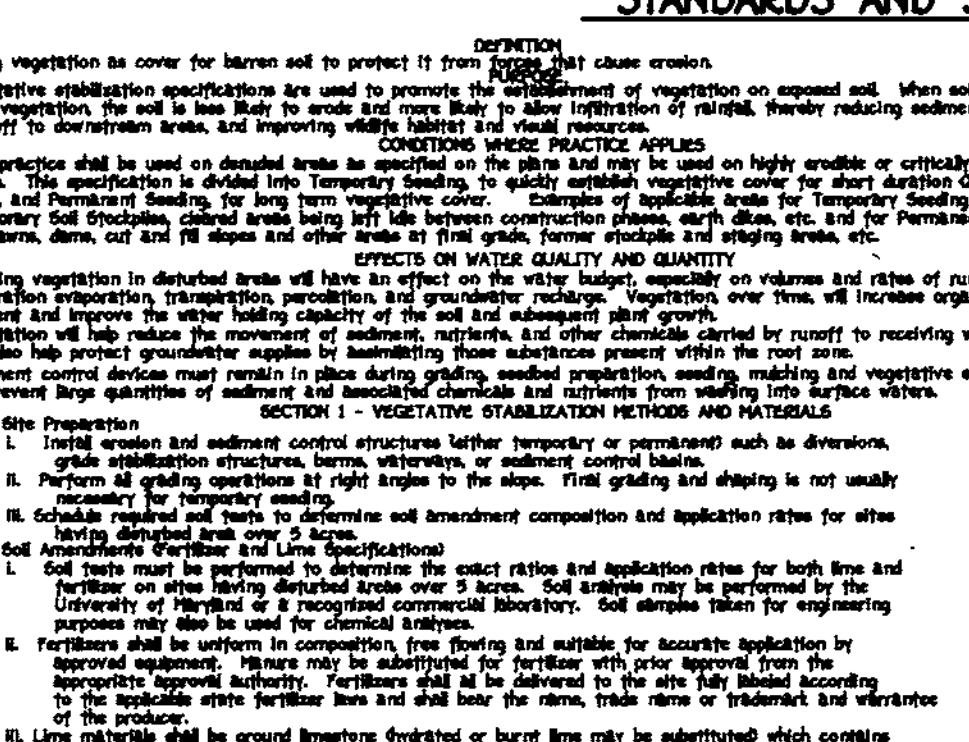 STANDARDS AND
DEFINITION
vegetation as cover for barren soil to protect it from forces that cause erosion.
PURPOSE
tative stabilization specifications are used to promote the establishment of vegetation on exposed soil. When soi
vegetation, the soil is less likely to erode and more likely to allow infiltration of rainfall, thereby reducing sedimen
off to downstream areas, and improving wildlife habitat and visual resources.
CONDITIONS WHERE PRACTICE APPLIES
practice shall be used on denuded areas as specified on the plans and may be used on highly erodible or critically
This specification is divided into Temporary Seeding, to quickly establish vegetative cover for short duration
, and Permanent Seeding, for long term vegetative cover. Examples of applicable areas for Temporary Seeding
orary Soil Stockpiles, cleared areas being left idle between construction phases, earth dikes, etc. and for Permane
awns, dams, cut and fill slopes and other areas at final grade, former stockpile and staging areas, etc.
EFFECTS ON WATER QUALITY AND QUANTITY
ing vegetation in disturbed areas will have an effect on the water budget, especially on volumes and rates of ru
ration evaporation, transpiration, percolation, and groundwater recharge. Vegetation, over time, will increase orga
ent and improve the water holding capacity of the soil and subsequent plant growth.
tation will help reduce the movement of sediment, nutrients, and other chemicals carried by runoff to receiving w
lso help protect groundwater supplies by assimilating those substances present within the root zone.
ment control devices must remain in place during grading, seedbed preparation, seeding, mulching and vegetative e
revent large quantities of sediment and associated chemicals and nutrients from washing into surface waters.
SECTION 1 - VEGETATIVE STABILIZATION METHODS AND MATERIALS
Site Preparation
i. Install erosion and sediment control structures (either temporary or permanent) such as diversions,
grade stabilization structures, berms, waterways, or sediment control basins.
ii. Perform all grading operations at right angles to the slope. Final grading and shaping is not usually
necessary for temporary seeding.
iii. Schedule required soil tests to determine soil amendment composition and application rates for sites
having disturbed area over 5 acres.
Soil Amendments (Fertilizer and Lime Specifications)
i. Soil tests must be performed to determine the exact ratios and application rates for both lime and
fertilizer on sites having disturbed areas over 5 acres. Soil analysis may be performed by the
University of Maryland or a recognized commercial laboratory. Soil samples taken for engineering
purposes may also be used for chemical analyses.
ii. Fertilizers shall be uniform in composition, free flowing and suitable for accurate application by
approved equipment. Manure may be substituted for fertilizer with prior approval from the
appropriate approval authority. Fertilizers shall all be delivered to the site fully labeled according
to the applicable state fertilizer laws and shall bear the name, trade name or trademark and warrantee
of the producer.
iii. Lime materials shall be ground limestone (hydrated or burnt lime may be substituted) which contains